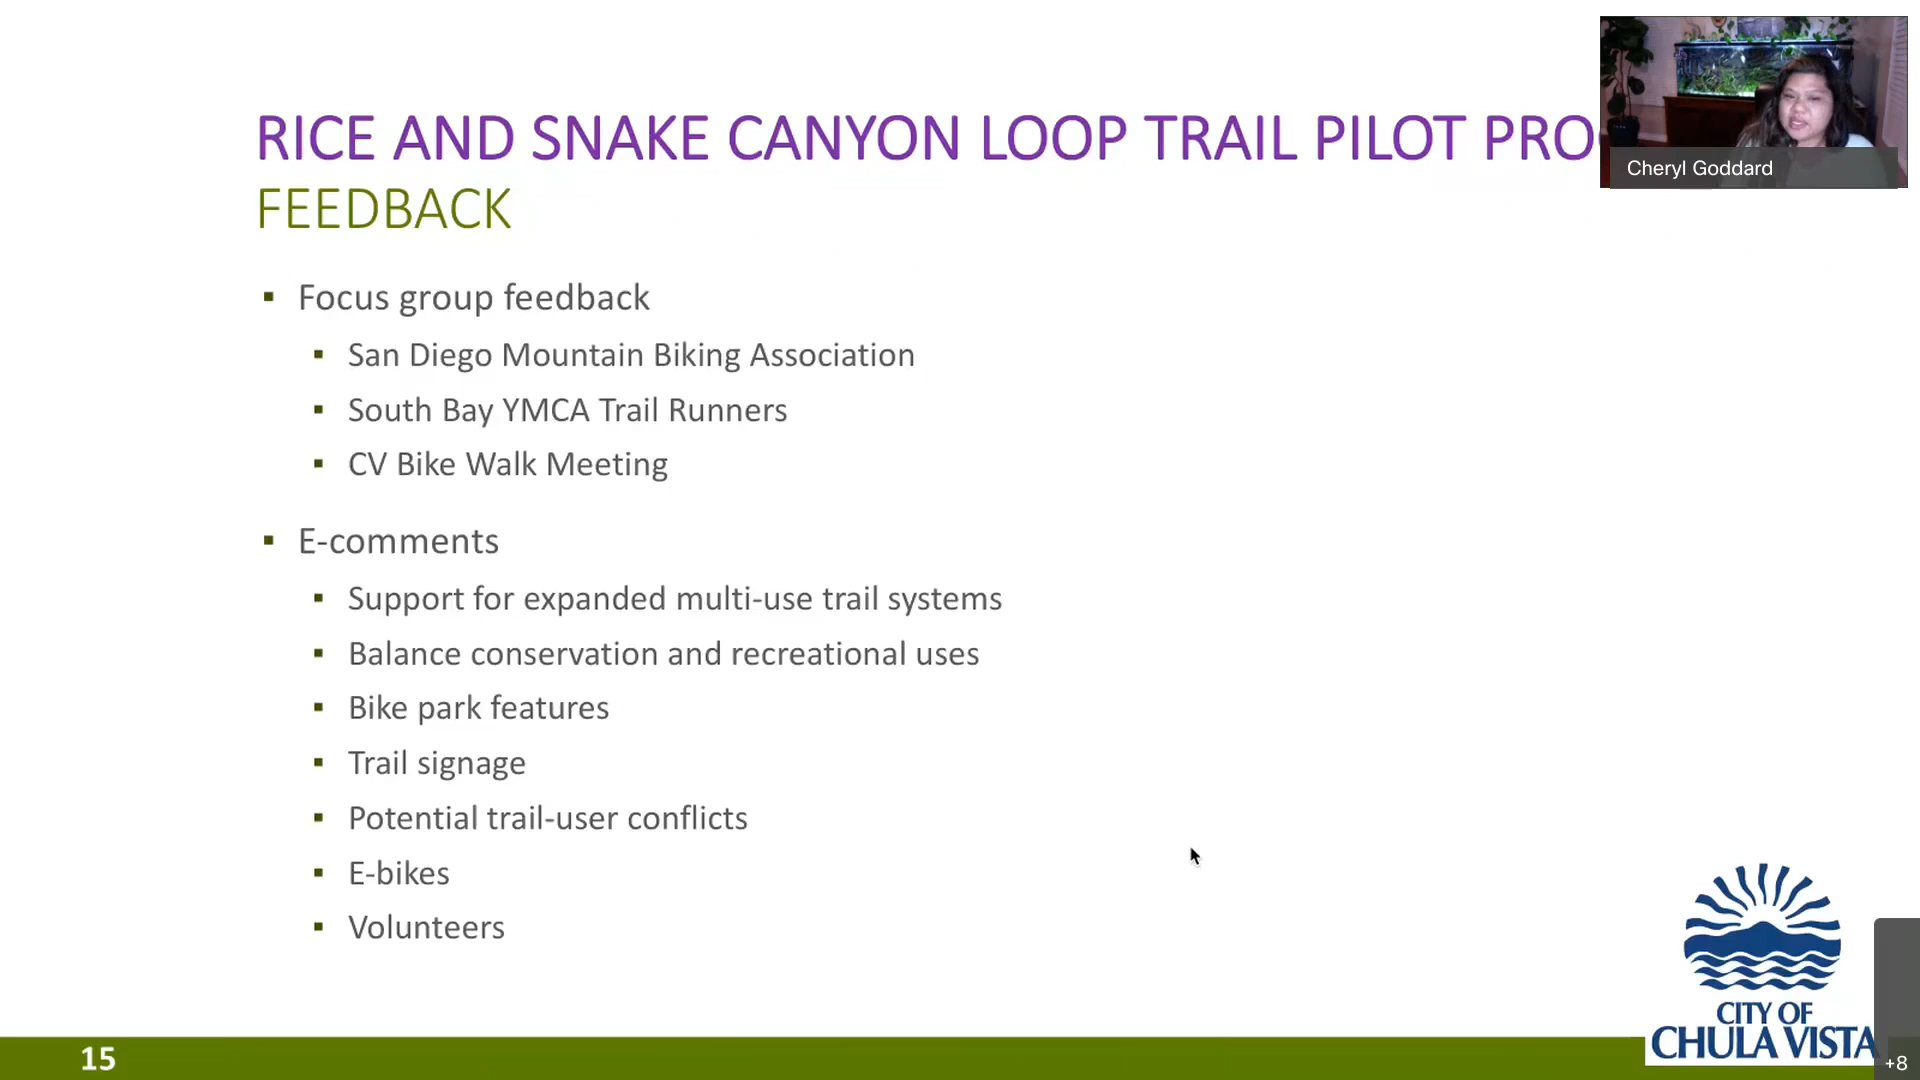 RICE AND SNAKE CANYON LOOP TRAIL PILOT
FEEDBACK
Cheryl Goddard
▪ Focus group feedback
▪ San Diego Mountain Biking Association
▪ South Bay YMCA Trail Runners
▪ CV Bike Walk Meeting
▪ E-comments
▪ Support for expanded multi-use trail systems
▪ Balance conservation and recreational uses
▪ Bike park features
▪ Trail signage
▪ Potential trail-user conflicts
▪ E-bikes
▪ Volunteers
CITY OF
CHULA VISTA
15
+8